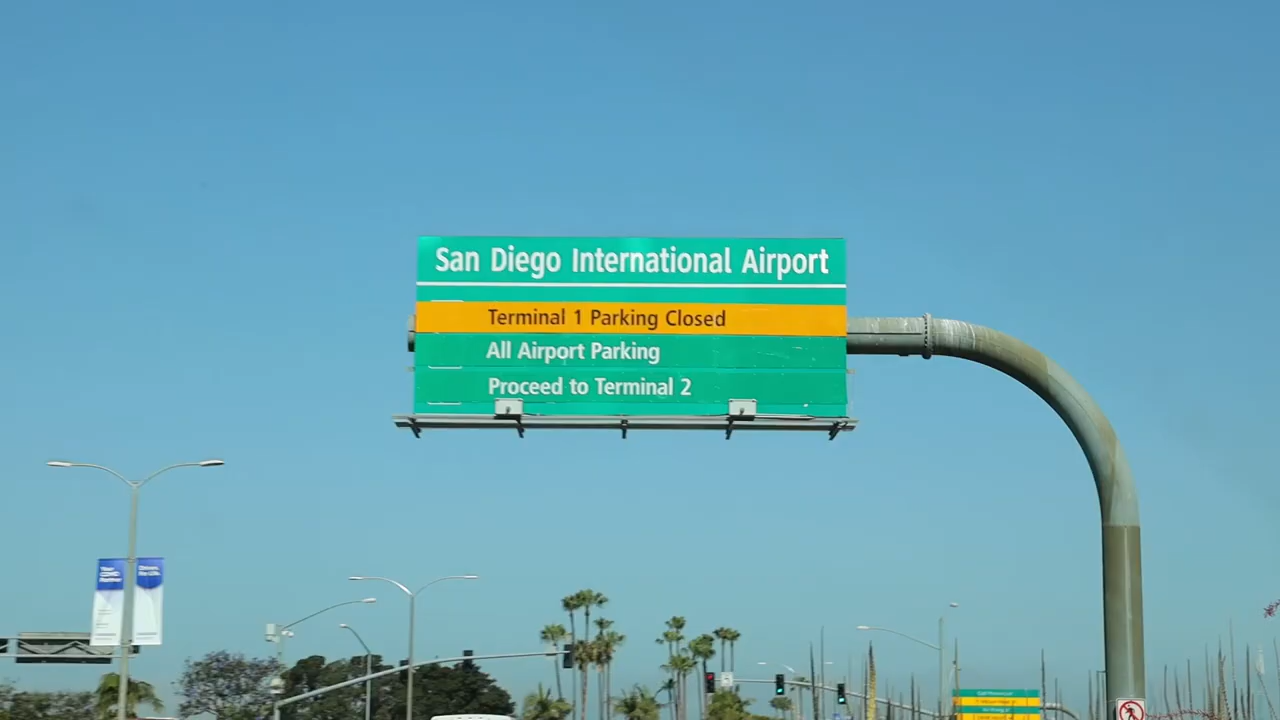 San Diego International Airport
Terminal 1 Parking Closed
All Airport Parking
Proceed to Terminal 2